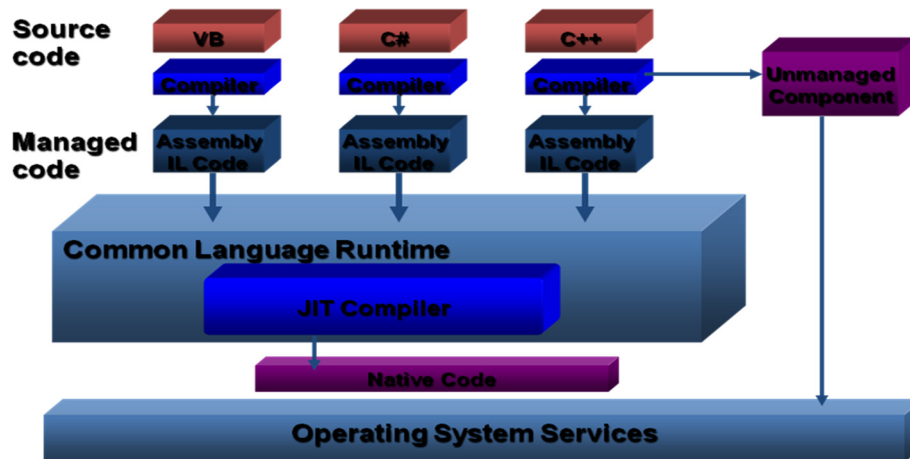 Source
code
VB
C#
C++
Compiler
Compiler
Compiler
Unmanaged
Component
Managed
code
Assembly
IL Code
Assembly
IL Code
Assembly
IL Code
Common Language Runtime
JIT Compiler
Native Code
Operating System Services